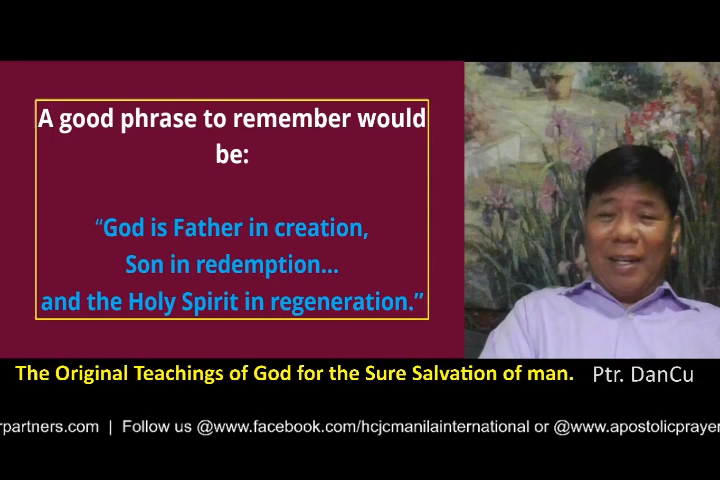 A good phrase to remember would
be:
“God is Father in creation,
Son in redemption...
and the Holy Spirit in regeneration.”
The Original Teachings of God for the Sure Salvation of man. Ptr. DanCu
rpartners.com | Follow us @www.facebook.com/hcjcmanilainternational or @www.apostolicprayer